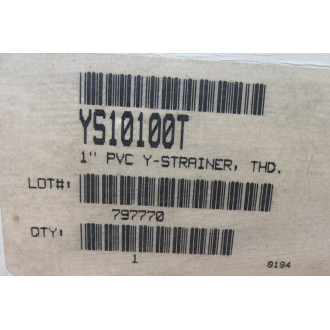 YS10100T
1" PVC Y-STRAINER, THD.
LOT#:
797770
QTY:
1
0194